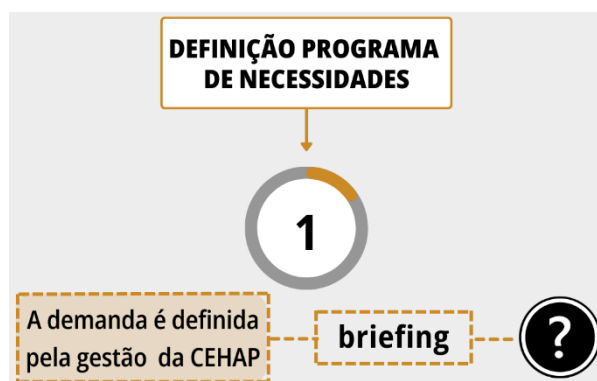 DEFINIÇÃO PROGRAMA
DE NECESSIDADES
1
A demanda é definida
pela gestão da CEHAP
briefing
?